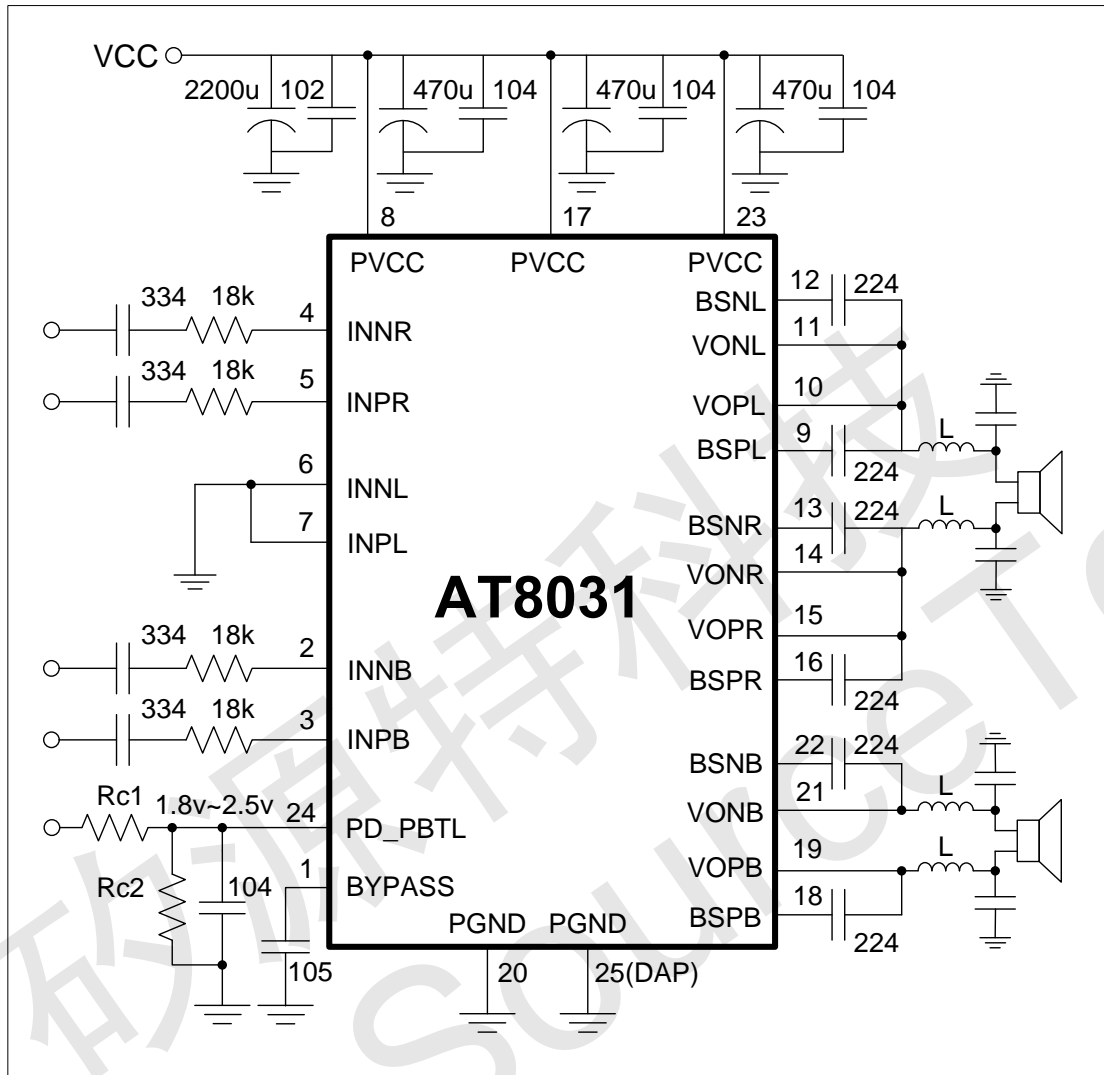 VCC
2200u 102 470u 104 470u 104 470u 104
8 17 23
PVCC PVCC PVCC
334 18k 4 INNR
334 18k 5 INPR
6 INNL
7 INPL
334 18k 2 INNB
334 18k 3 INPB
Rc1 1.8v~2.5v 24 PD_PBTL
Rc2 104 1 BYPASS
105
AT8031
BSNL 12 224
VONL 11
VOPL 10
BSPL 9 224 L
BSNR 13 224 L
VONR 14
VOPR 15
BSPR 16 224
BSNB 22 224
VONB 21 L
VOPB 19 L
BSPB 18 224
PGND PGND
20 25(DAP)
矽源特科技
SourceT